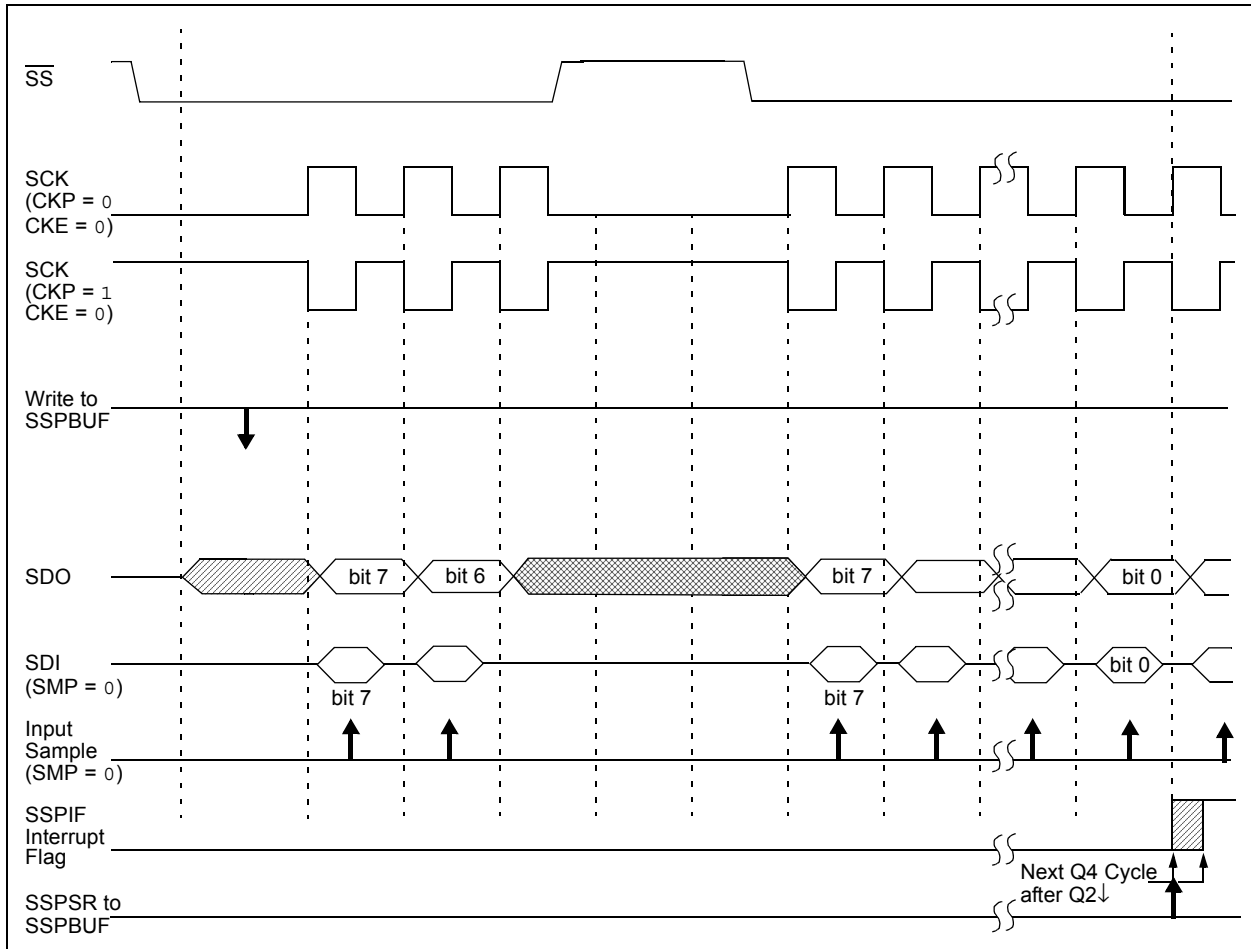 SS
SCK
(CKP = 0
CKE = 0)
SCK
(CKP = 1
CKE = 0)
Write to
SSPBUF
SDO
bit 7
bit 6
bit 7
bit 0
SDI
(SMP = 0)
bit 7
bit 7
bit 0
Input
Sample
(SMP = 0)
SSPIF
Interrupt
Flag
Next Q4 Cycle
after Q2↓
SSPSR to
SSPBUF